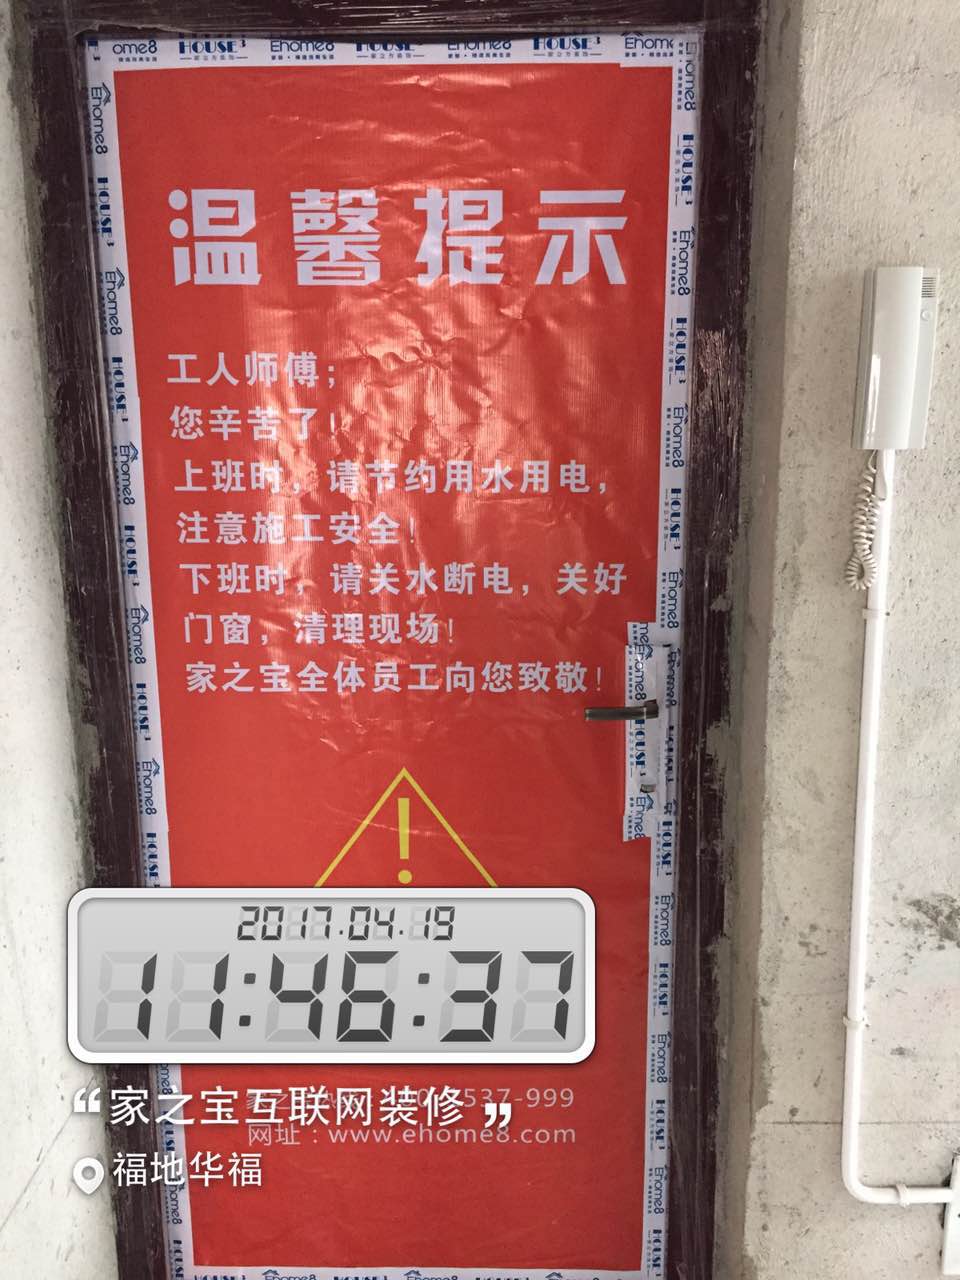 Ehome8
HOUSE³
温馨提示
工人师傅;
您辛苦了!
上班时,请节约用水用电,
注意施工安全!
下班时,请关水断电,关好
门窗,清理现场!
家之宝全体员工向您致敬!
!
2017.04.19
11:46:37
537-999
“家之宝互联网装修”
网址:www.ehome8.com
福地华福